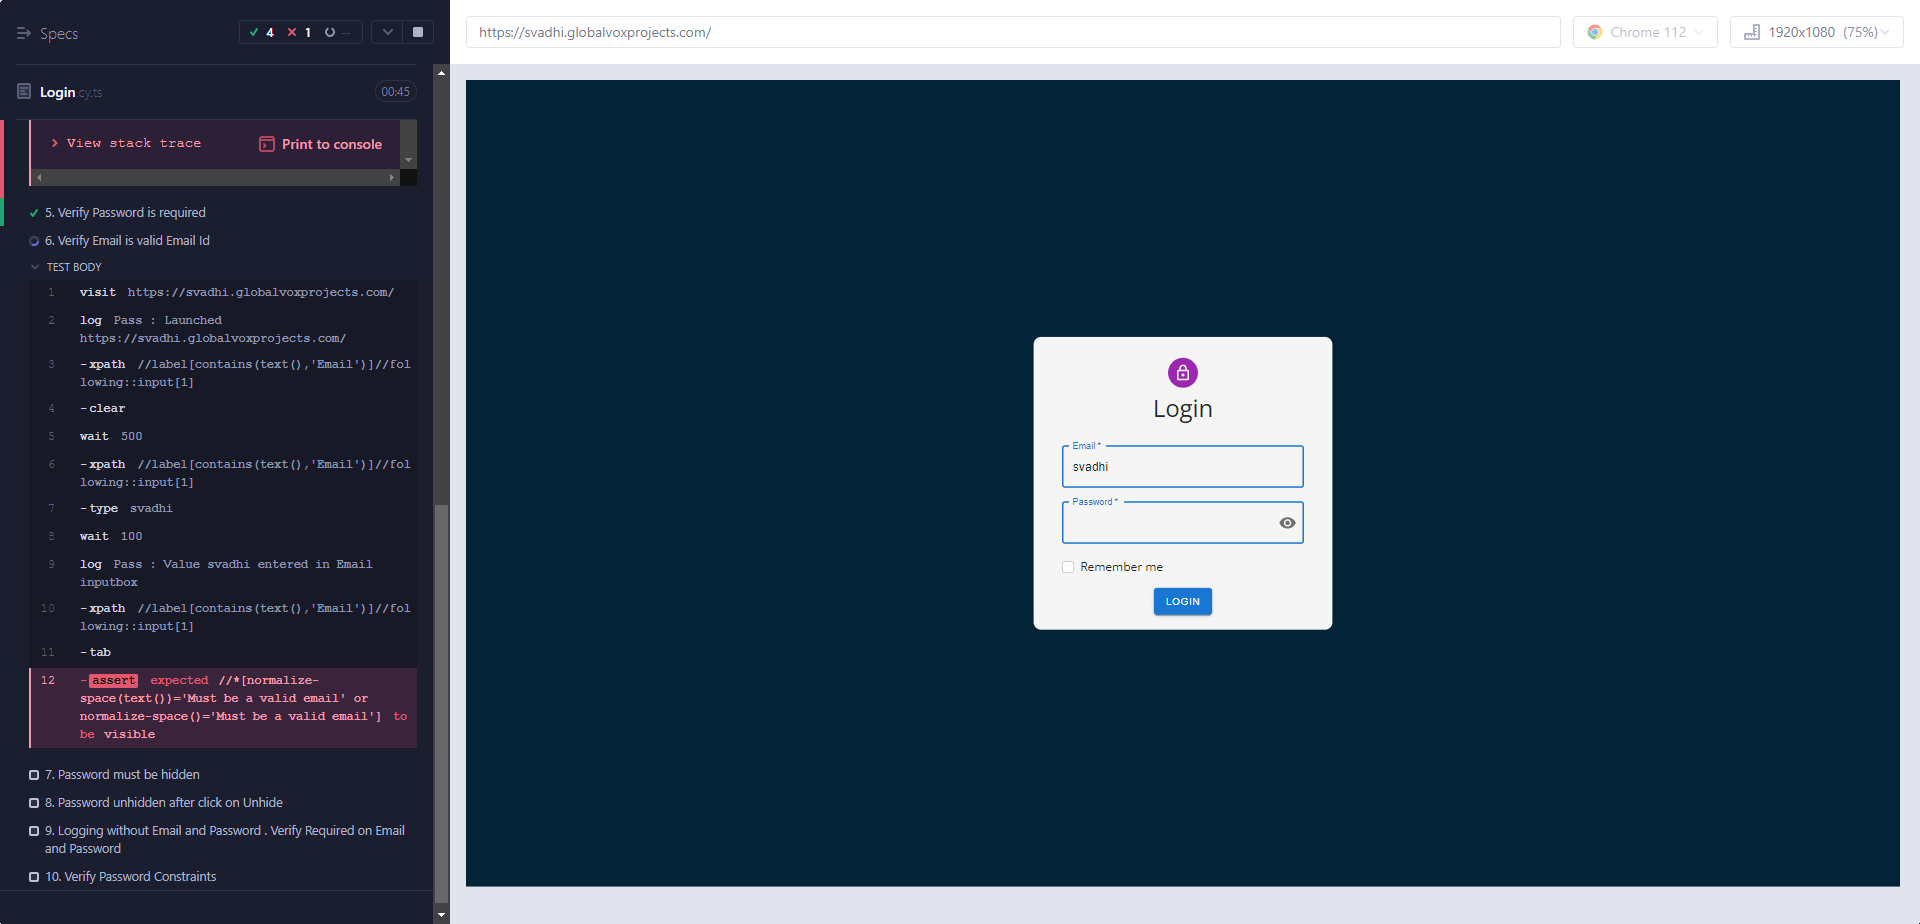 Specs
4 1 --
Login.cy.ts 00:45
View stack trace Print to console
5. Verify Password is required
6. Verify Email is valid Email Id
TEST BODY
1 visit https://svadhi.globalvoxprojects.com/
2 log Pass : Launched
https://svadhi.globalvoxprojects.com/
3 -xpath //label[contains(text(),'Email')]//fol
lowing::input[1]
4 -clear
5 wait 500
6 -xpath //label[contains(text(),'Email')]//fol
lowing::input[1]
7 -type svadhi
8 wait 100
9 log Pass : Value svadhi entered in Email
inputbox
10 -xpath //label[contains(text(),'Email')]//fol
lowing::input[1]
11 -tab
12 -assert expected //*[normalize-
space(text())='Must be a valid email' or
normalize-space()='Must be a valid email'] to
be visible
7. Password must be hidden
8. Password unhidden after click on Unhide
9. Logging without Email and Password . Verify Required on Email
and Password
10. Verify Password Constraints
https://svadhi.globalvoxprojects.com/
Chrome 112
1920x1080 (75%)
Login
Email *
svadhi
Password *
Remember me
LOGIN